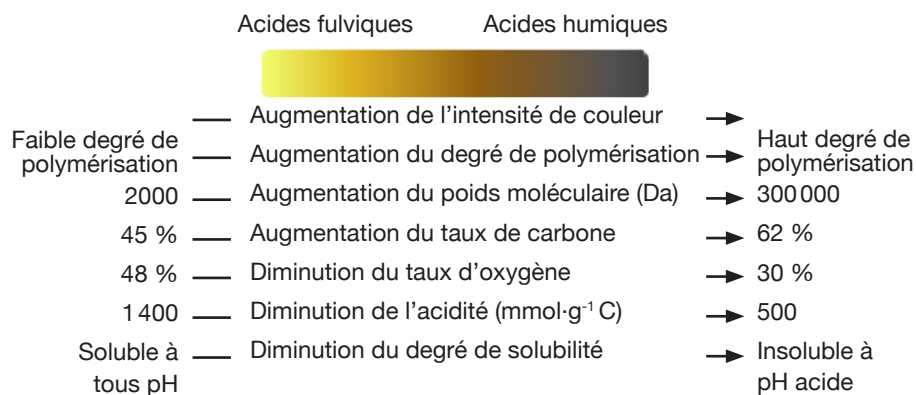 Acides fulviques Acides humiques
Augmentation de l’intensité de couleur
Faible degré de polymérisation Augmentation du degré de polymérisation Haut degré de polymérisation
2000 Augmentation du poids moléculaire (Da) 300 000
45 % Augmentation du taux de carbone 62 %
48 % Diminution du taux d’oxygène 30 %
1 400 Diminution de l’acidité (mmol·g⁻¹ C) 500
Soluble à Diminution du degré de solubilité Insoluble à
tous pH pH acide